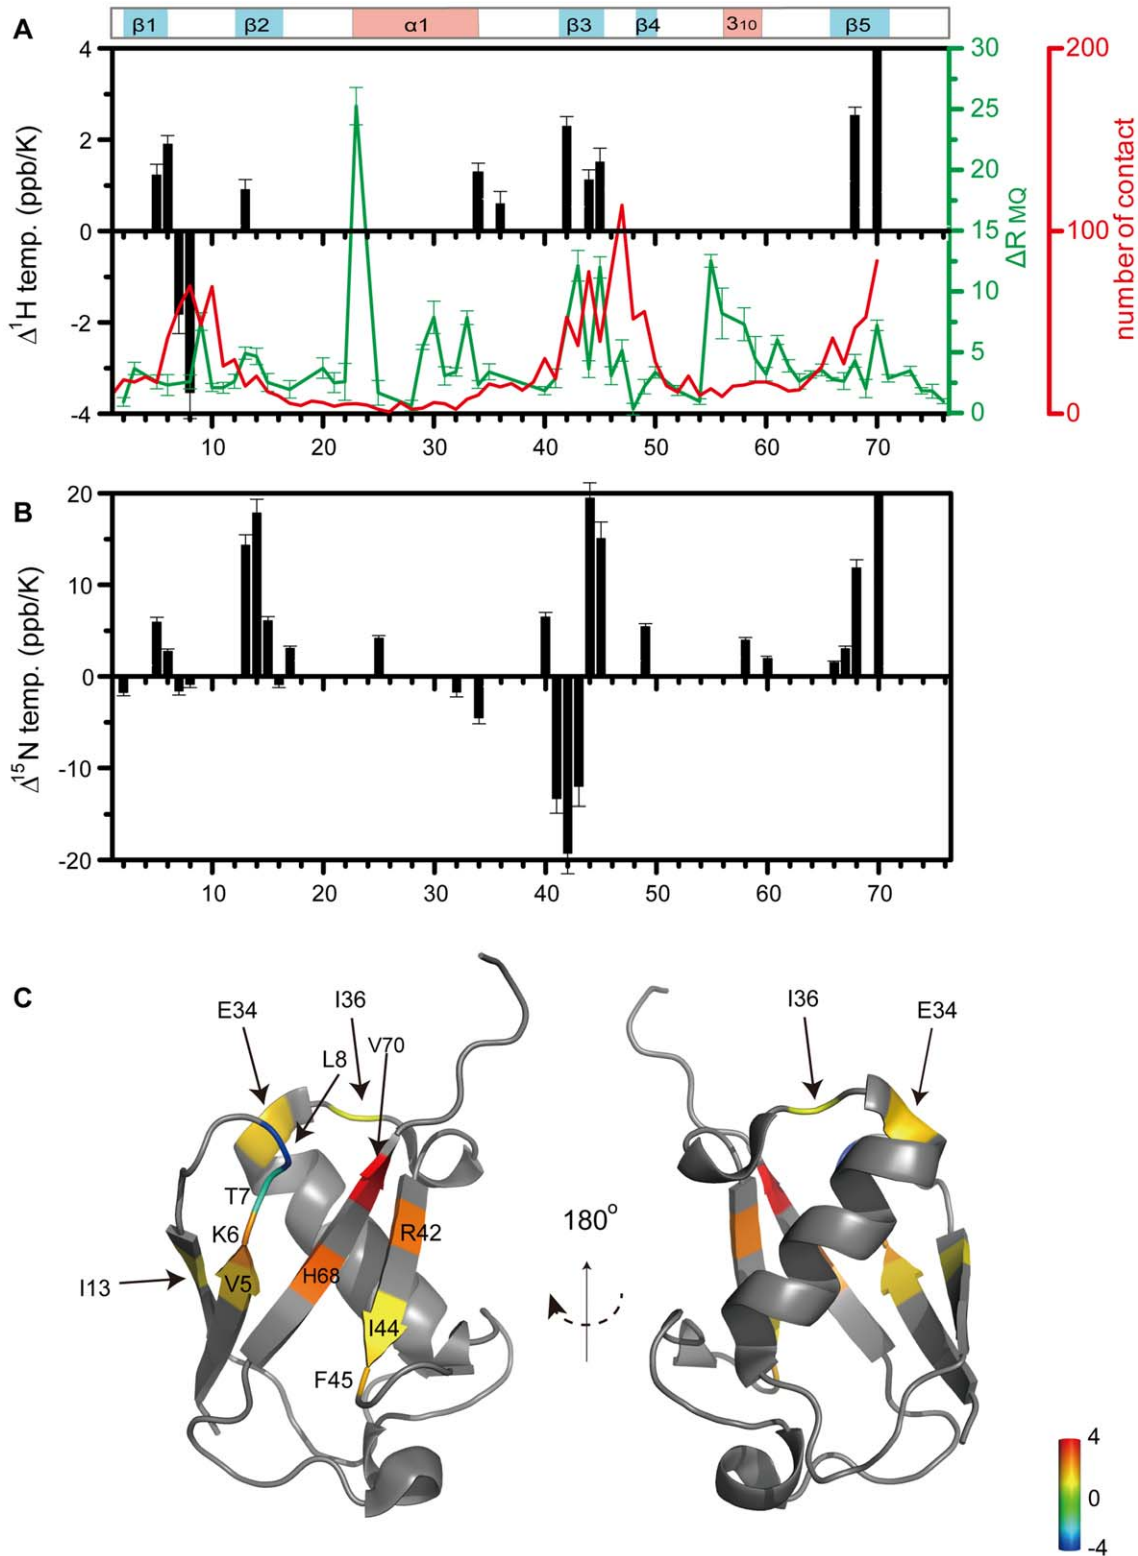 A
β1 β2 α1 β3 β4 3₁₀ β5
Δ¹H temp. (ppb/K)
4
2
0
-2
-4
30
25
20
15
10
5
0
ΔR MQ
200
100
0
number of contact
10 20 30 40 50 60 70
B
Δ¹⁵N temp. (ppb/K)
20
10
0
-10
-20
10 20 30 40 50 60 70
C
E34
I36
L8
V70
T7
K6
I13
V5
H68
R42
I44
F45
180°
I36
E34
4
0
-4